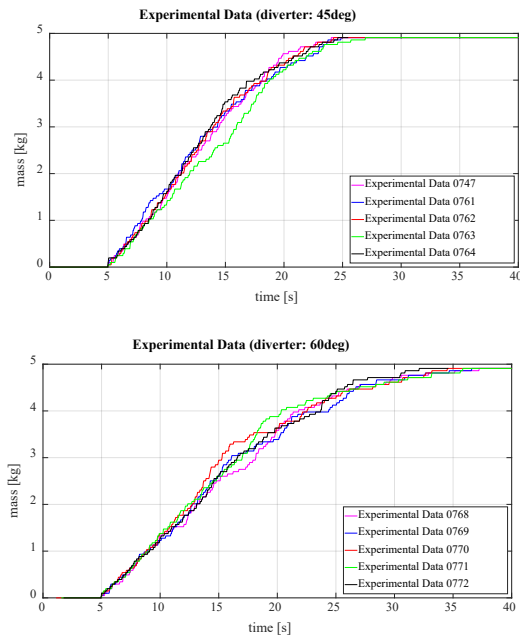 Experimental Data (diverter: 45deg)
5
4
3
2
1
0
mass [kg]
0 5 10 15 20 25 30 35 40
time [s]
Experimental Data 0747
Experimental Data 0761
Experimental Data 0762
Experimental Data 0763
Experimental Data 0764
Experimental Data (diverter: 60deg)
5
4
3
2
1
0
mass [kg]
0 5 10 15 20 25 30 35 40
time [s]
Experimental Data 0768
Experimental Data 0769
Experimental Data 0770
Experimental Data 0771
Experimental Data 0772